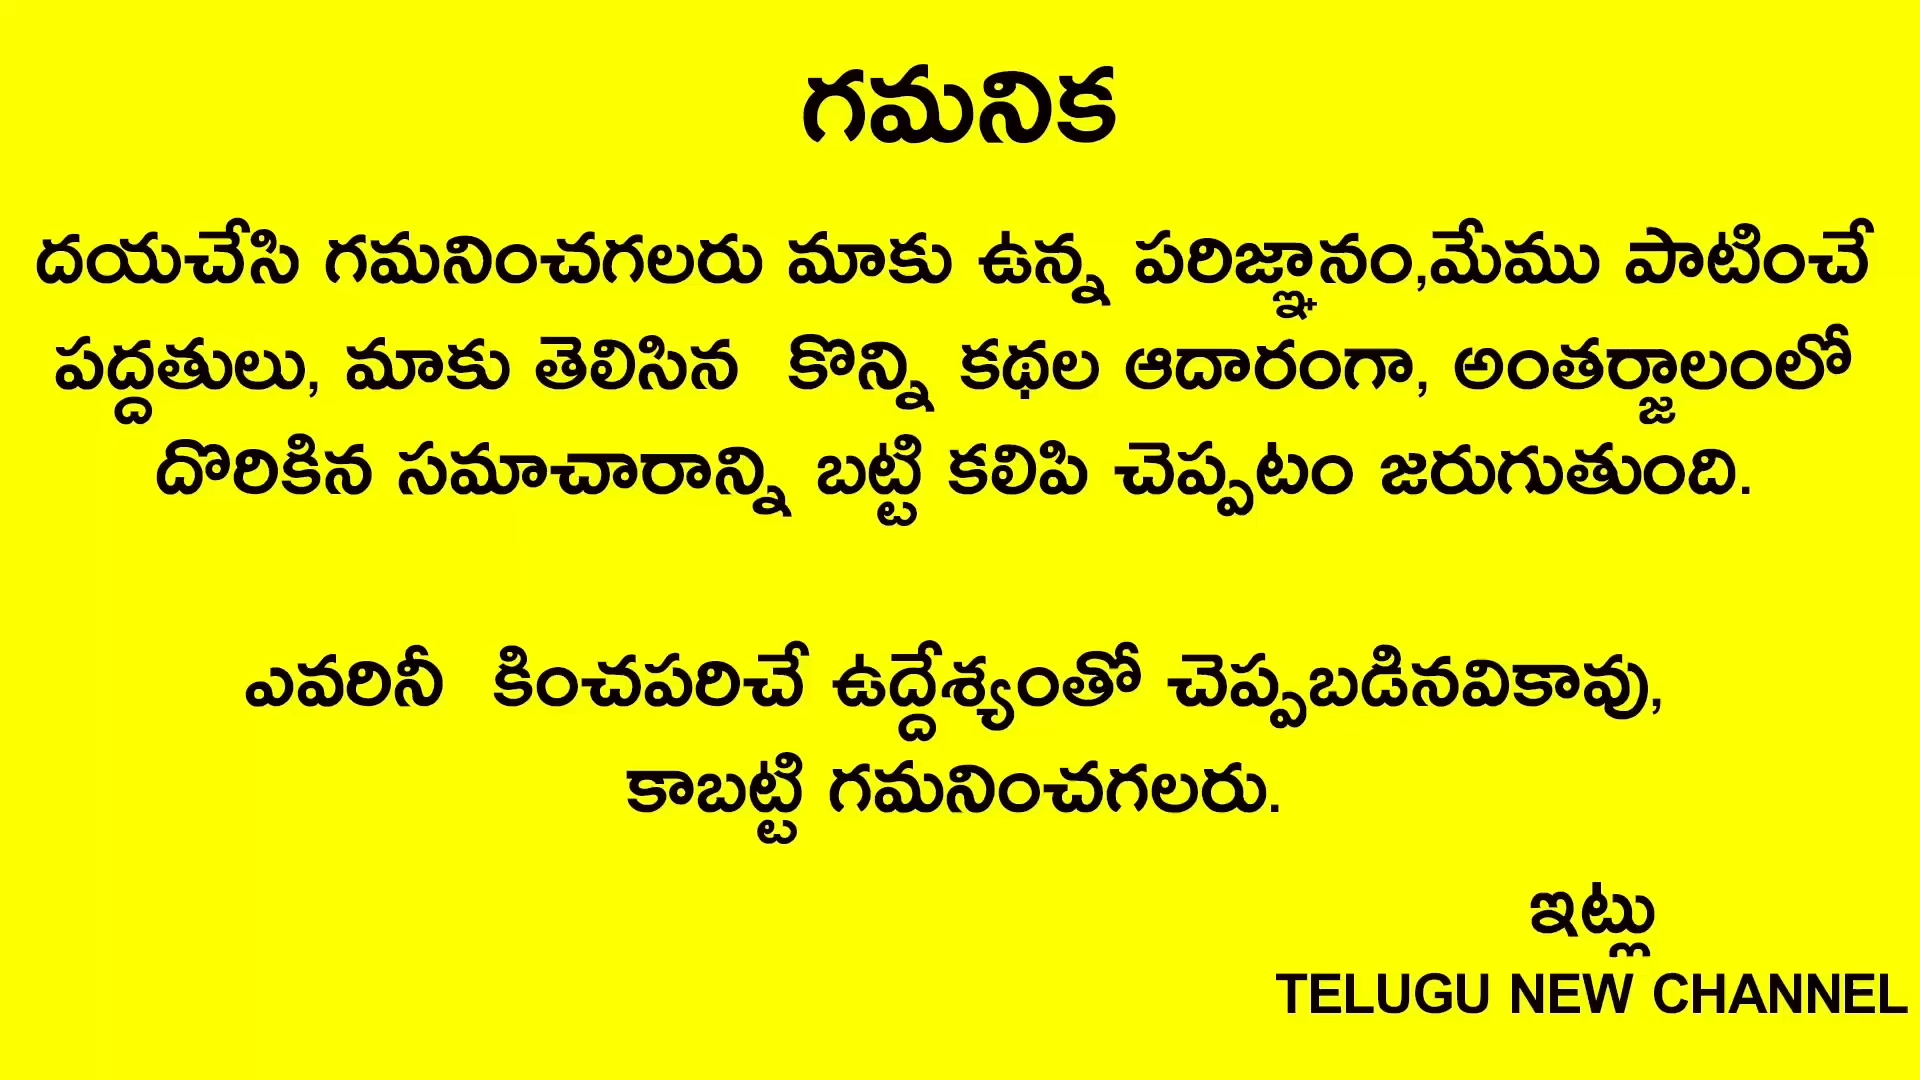 గమనిక
దయచేసి గమనించగలరు మాకు ఉన్న పరిజ్ఞానం,మేము పాటించే
పద్దతులు, మాకు తెలిసిన కొన్ని కథల ఆదారంగా, అంతర్జాలంలో
దొరికిన సమాచారాన్ని బట్టి కలిపి చెప్పటం జరుగుతుంది.
ఎవరినీ కించపరిచే ఉద్దేశ్యంతో చెప్పబడినవికావు,
కాబట్టి గమనించగలరు.
ఇట్లు
TELUGU NEW CHANNEL